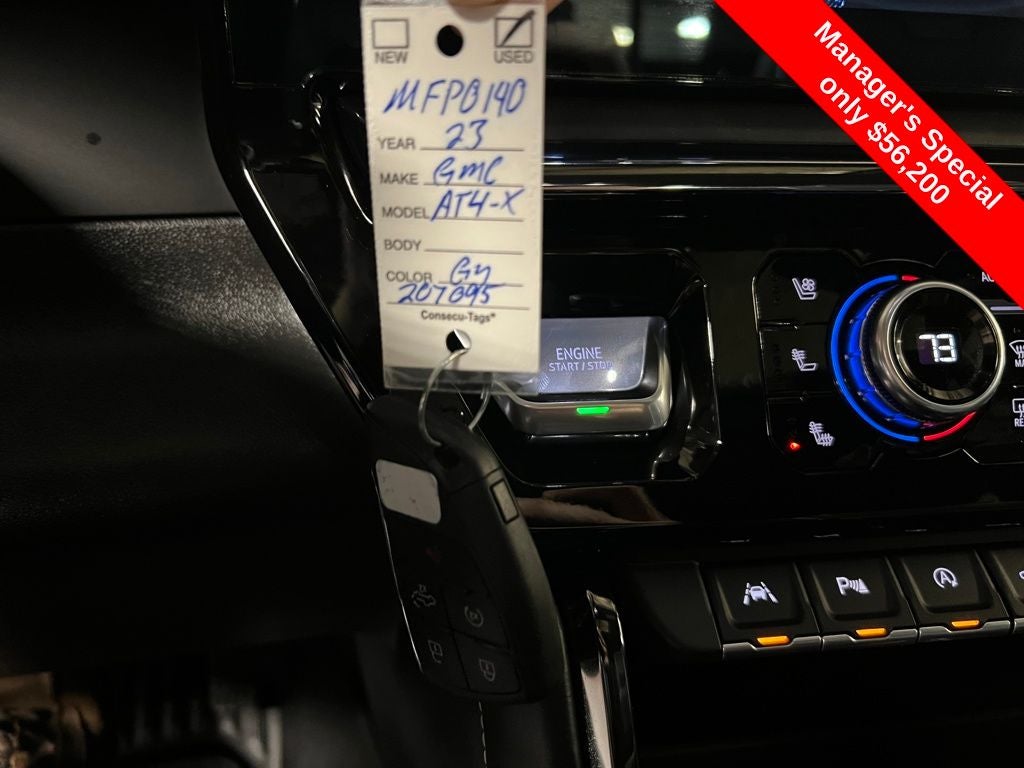 NEW USED
MFPO140
YEAR 23
MAKE GMC
MODEL AT4-X
BODY
COLOR Gy
207095
Consecu-Tags®
ENGINE
START / STOP
73
Manager's Special
only $56,200